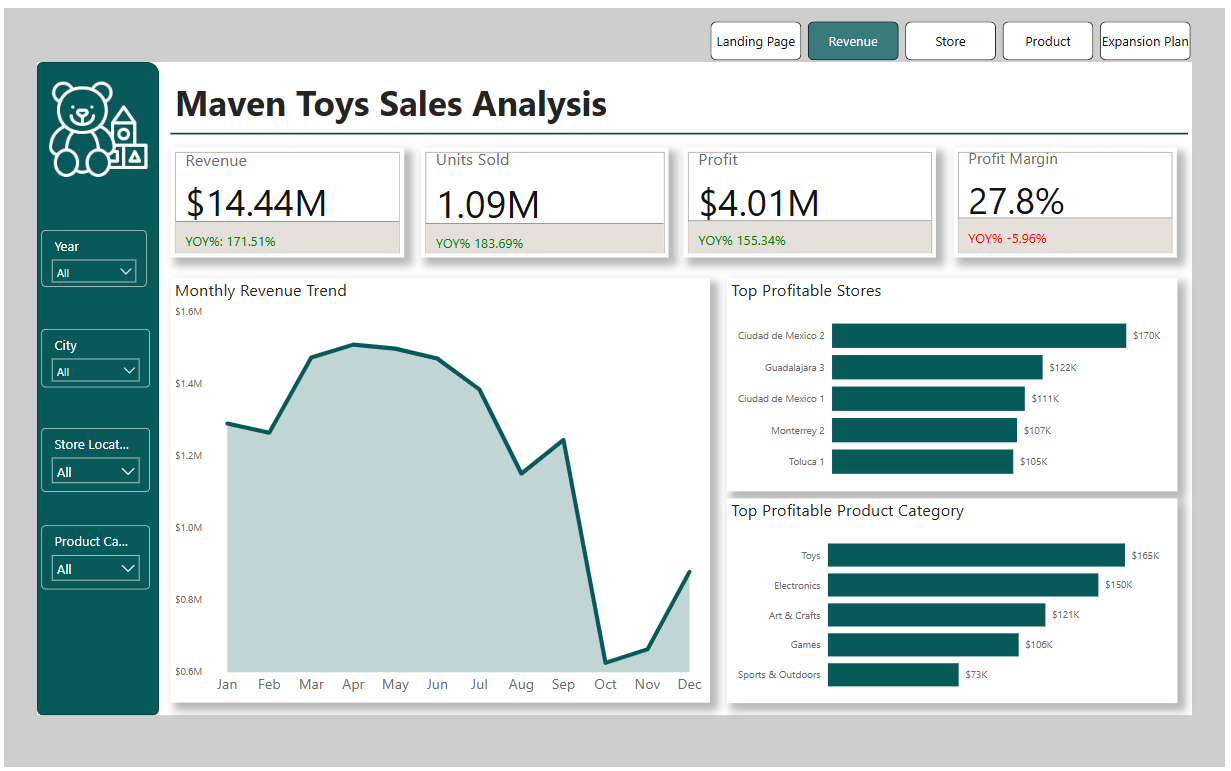 Landing Page
Revenue
Store
Product
Expansion Plan
Maven Toys Sales Analysis
Year
All
City
All
Store Locat...
All
Product Ca...
All
Revenue
$14.44M
YOY%: 171.51%
Units Sold
1.09M
YOY% 183.69%
Profit
$4.01M
YOY% 155.34%
Profit Margin
27.8%
YOY% -5.96%
Monthly Revenue Trend
$1.6M
$1.4M
$1.2M
$1.0M
$0.8M
$0.6M
Jan Feb Mar Apr May Jun Jul Aug Sep Oct Nov Dec
Top Profitable Stores
Ciudad de Mexico 2 $170K
Guadalajara 3 $122K
Ciudad de Mexico 1 $111K
Monterrey 2 $107K
Toluca 1 $105K
Top Profitable Product Category
Toys $165K
Electronics $150K
Art & Crafts $121K
Games $106K
Sports & Outdoors $73K